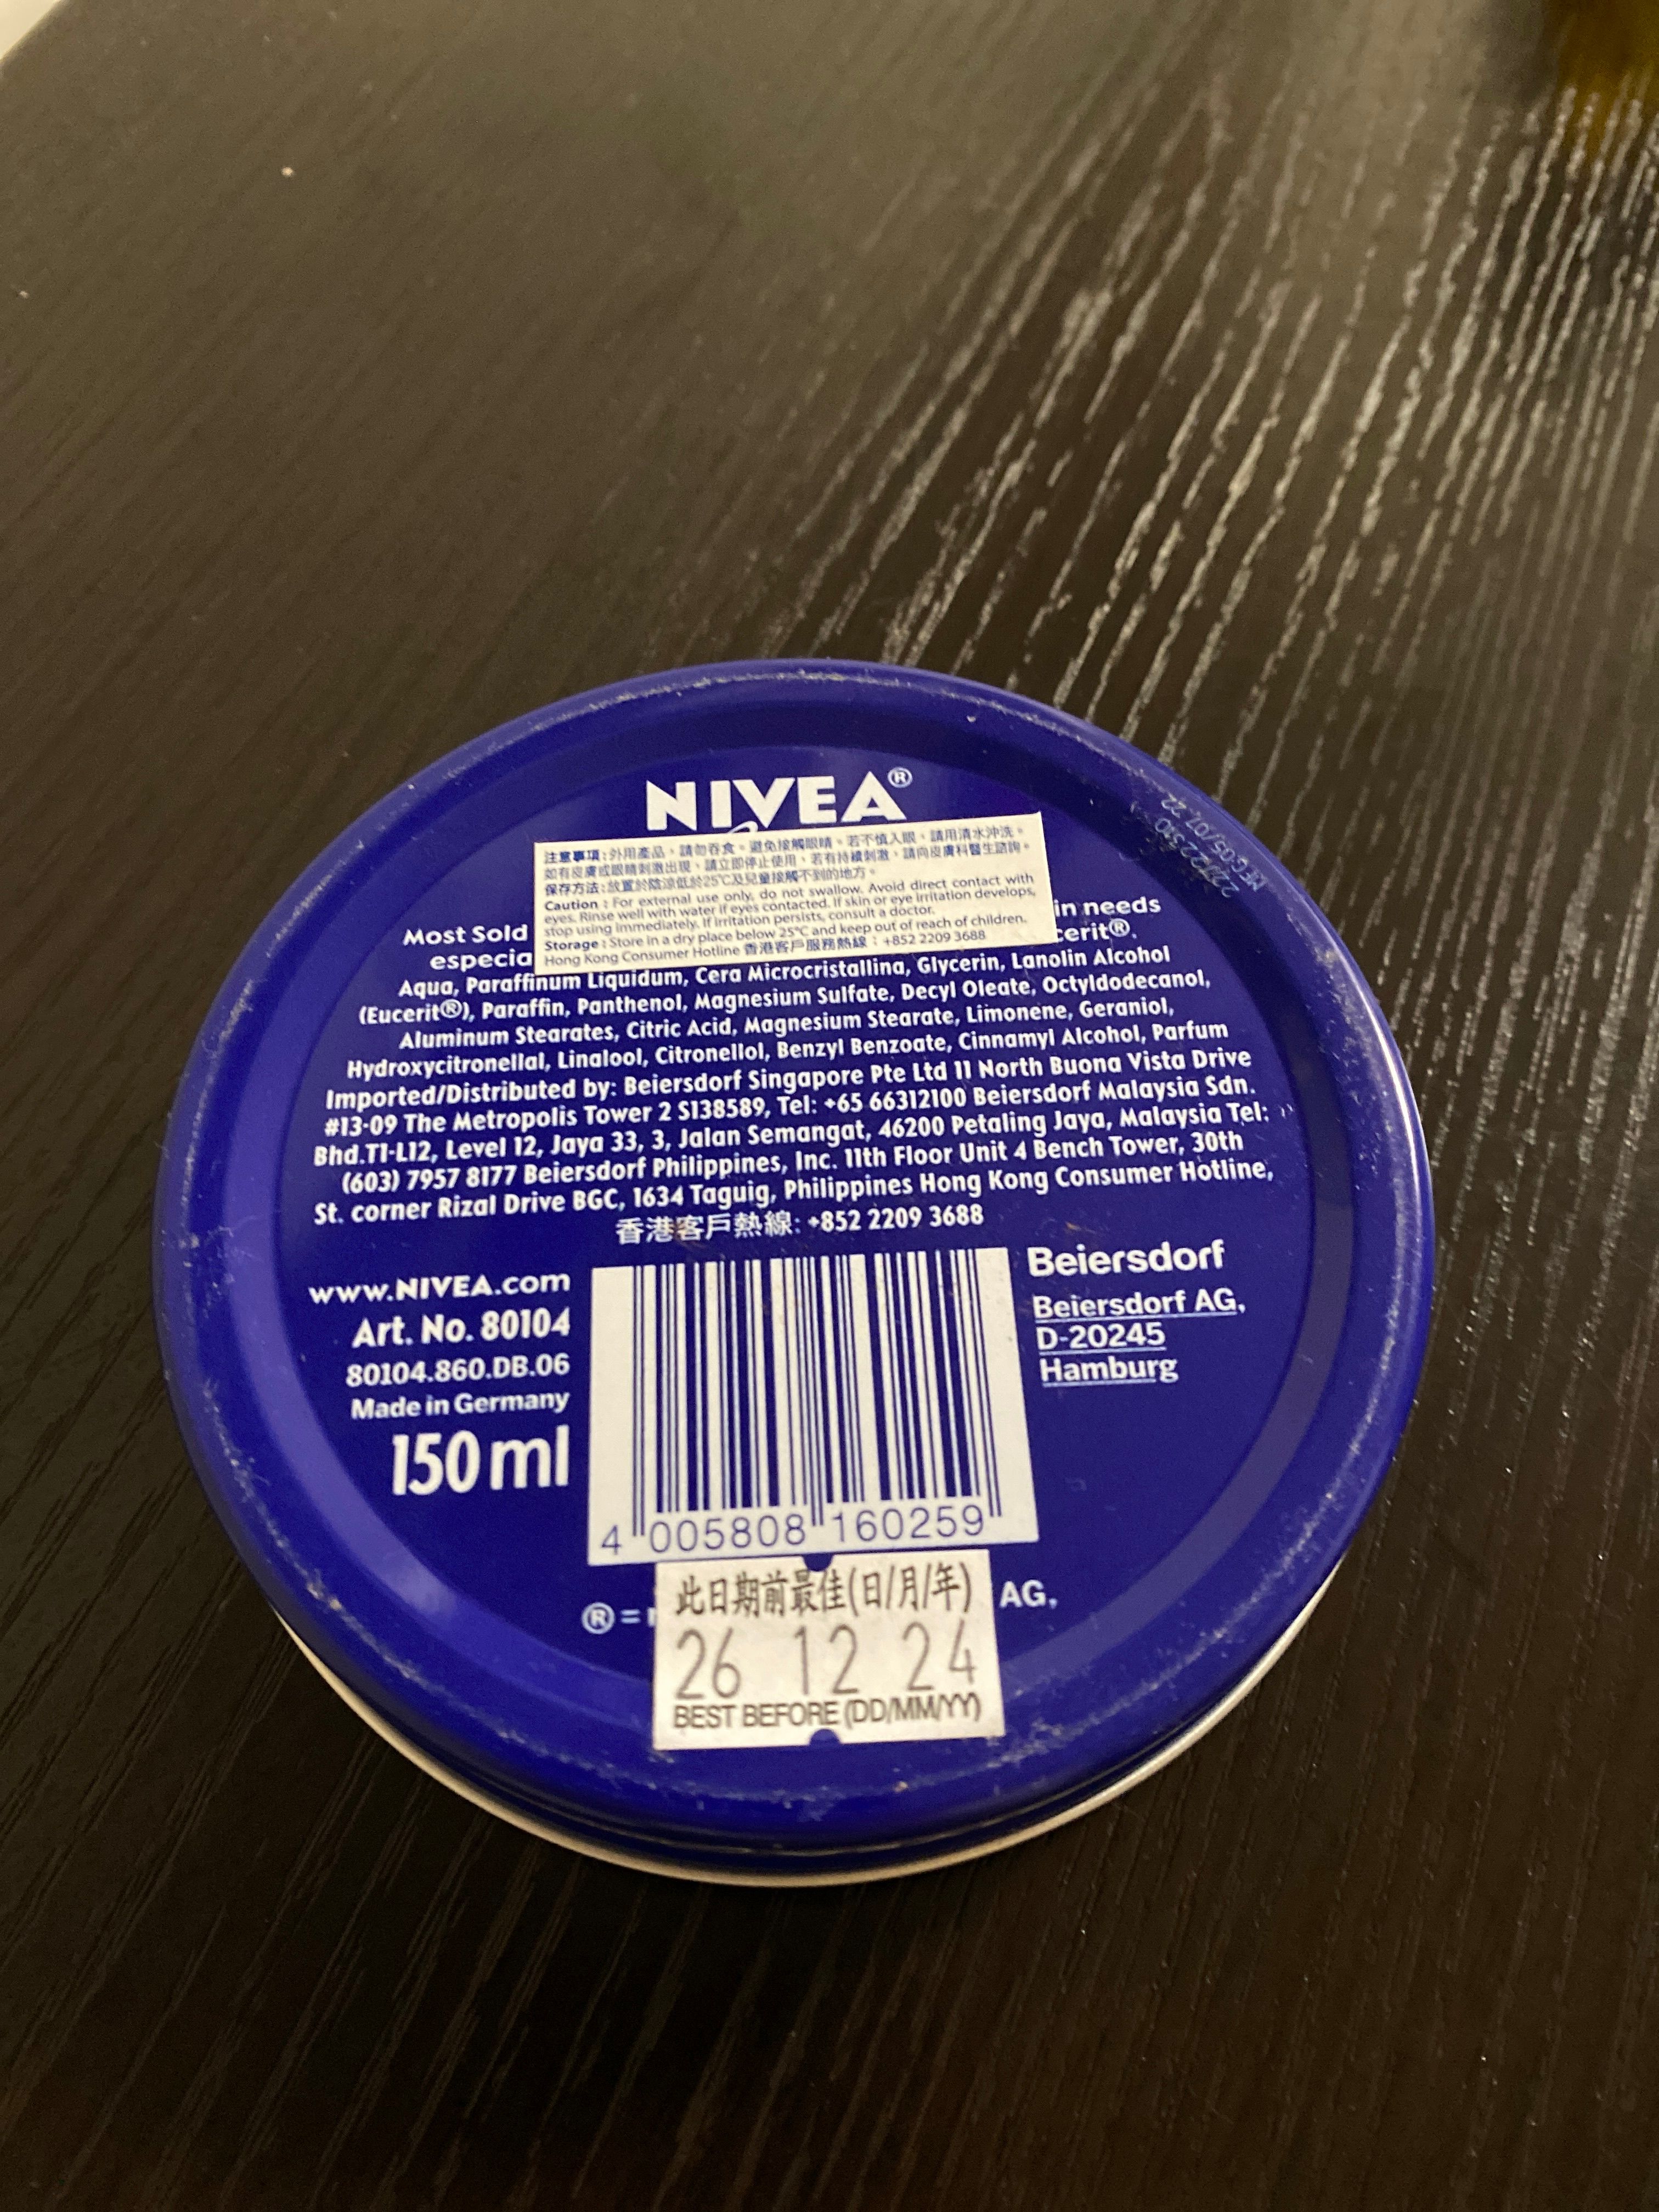 NIVEA®
注意事項:外用產品，請勿吞食。避免接觸眼睛。若不慎入眼，請用清水沖洗。
如有皮膚或眼睛刺激出現，請立即停止使用，若有持續刺激，請向皮膚科醫生諮詢。
保存方法:放置於陰涼低於25℃及兒童接觸不到的地方。
Caution : For external use only, do not swallow. Avoid direct contact with
eyes. Rinse well with water if eyes contacted. If skin or eye irritation develops,
stop using immediately. If irritation persists, consult a doctor.
Storage : Store in a dry place below 25℃ and keep out of reach of children.
Hong Kong Consumer Hotline 香港客戶服務熱線：+852 2209 3688
Most Sold in needs
especia cerit®.
Aqua, Paraffinum Liquidum, Cera Microcristallina, Glycerin, Lanolin Alcohol
(Eucerit®), Paraffin, Panthenol, Magnesium Sulfate, Decyl Oleate, Octyldodecanol,
Aluminum Stearates, Citric Acid, Magnesium Stearate, Limonene, Geraniol,
Hydroxycitronellal, Linalool, Citronellol, Benzyl Benzoate, Cinnamyl Alcohol, Parfum
Imported/Distributed by: Beiersdorf Singapore Pte Ltd 11 North Buona Vista Drive
#13-09 The Metropolis Tower 2 S138589, Tel: +65 66312100 Beiersdorf Malaysia Sdn.
Bhd.T1-L12, Level 12, Jaya 33, 3, Jalan Semangat, 46200 Petaling Jaya, Malaysia Tel:
(603) 7957 8177 Beiersdorf Philippines, Inc. 11th Floor Unit 4 Bench Tower, 30th
St. corner Rizal Drive BGC, 1634 Taguig, Philippines Hong Kong Consumer Hotline,
香港客戶熱線: +852 2209 3688
www.NIVEA.com
Art. No. 80104
80104.860.DB.06
Made in Germany
150 ml
4 005808 160259
Beiersdorf
Beiersdorf AG,
D-20245
Hamburg
® = AG,
此日期前最佳(日/月/年)
26 12 24
BEST BEFORE (DD/MM/YY)